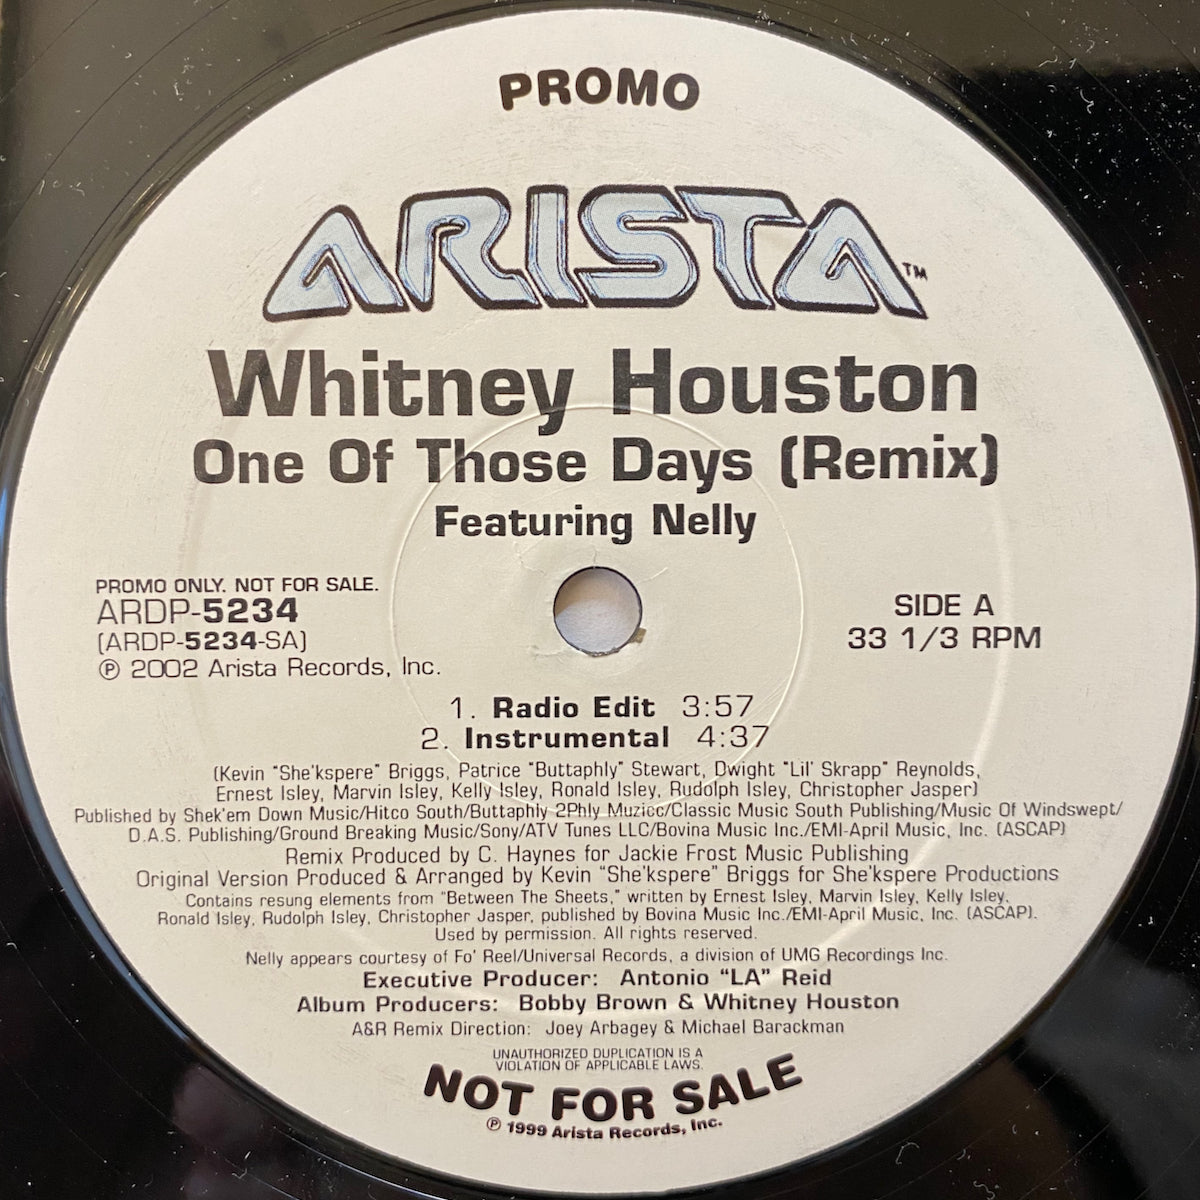 PROMO
ARISTA™
Whitney Houston
One Of Those Days (Remix)
Featuring Nelly
PROMO ONLY. NOT FOR SALE.
ARDP-5234
(ARDP-5234-SA)
℗ 2002 Arista Records, Inc.
SIDE A
33 1/3 RPM
1. Radio Edit 3:57
2. Instrumental 4:37
(Kevin "She'kspere" Briggs, Patrice "Buttaphly" Stewart, Dwight "Lil' Skrapp" Reynolds,
Ernest Isley, Marvin Isley, Kelly Isley, Ronald Isley, Rudolph Isley, Christopher Jasper)
Published by Shek'em Down Music/Hitco South/Buttaphly 2Phly Muzicc/Classic Music South Publishing/Music Of Windswept/
D.A.S. Publishing/Ground Breaking Music/Sony/ATV Tunes LLC/Bovina Music Inc./EMI-April Music, Inc. (ASCAP)
Remix Produced by C. Haynes for Jackie Frost Music Publishing
Original Version Produced & Arranged by Kevin "She'kspere" Briggs for She'kspere Productions
Contains resung elements from "Between The Sheets," written by Ernest Isley, Marvin Isley, Kelly Isley,
Ronald Isley, Rudolph Isley, Christopher Jasper, published by Bovina Music Inc./EMI-April Music, Inc. (ASCAP).
Used by permission. All rights reserved.
Nelly appears courtesy of Fo' Reel/Universal Records, a division of UMG Recordings Inc.
Executive Producer: Antonio "LA" Reid
Album Producers: Bobby Brown & Whitney Houston
A&R Remix Direction: Joey Arbagey & Michael Barackman
UNAUTHORIZED DUPLICATION IS A
VIOLATION OF APPLICABLE LAWS.
NOT FOR SALE
℗ 1999 Arista Records, Inc.